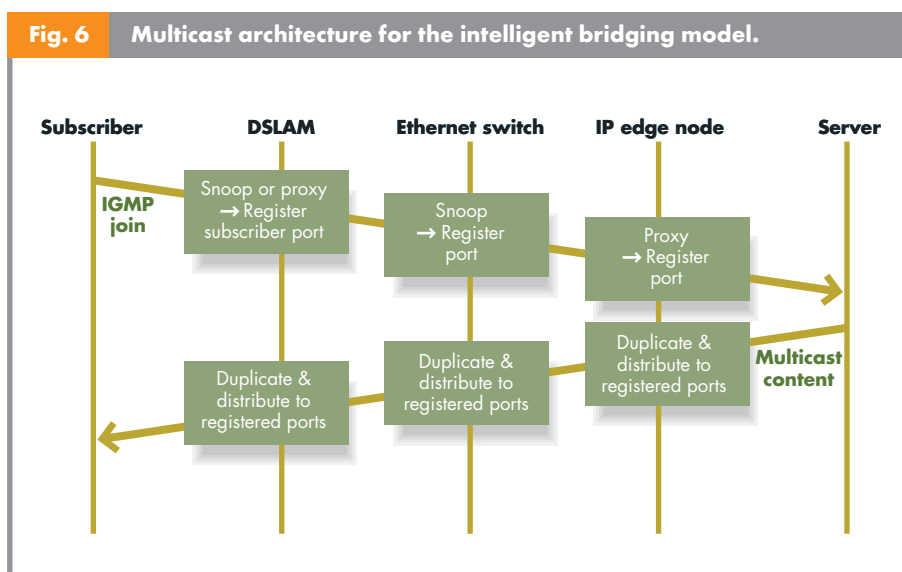 Fig. 6 Multicast architecture for the intelligent bridging model.
Subscriber DSLAM Ethernet switch IP edge node Server
IGMP
join
Snoop or proxy
→ Register
subscriber port
Snoop
→ Register
port
Proxy
→ Register
port
Duplicate &
distribute to
registered ports
Duplicate &
distribute to
registered ports
Duplicate &
distribute to
registered ports
Multicast
content